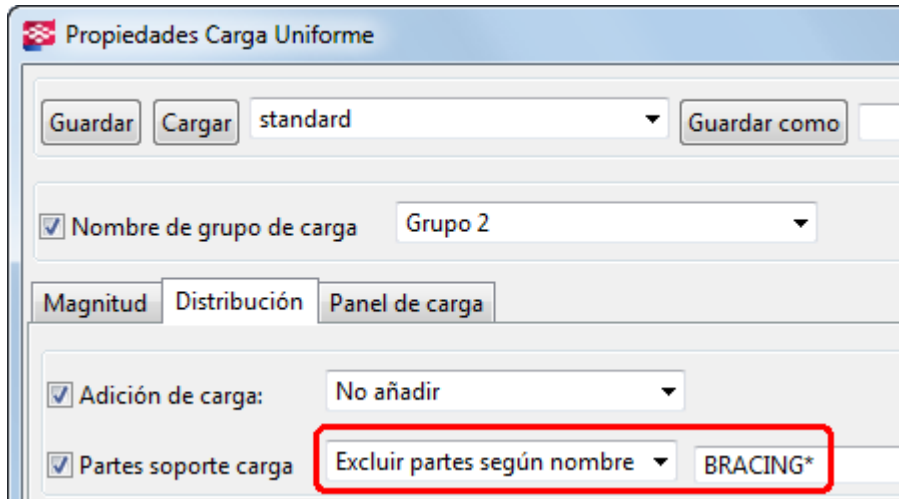 Propiedades Carga Uniforme
Guardar Cargar standard Guardar como
Nombre de grupo de carga Grupo 2
Magnitud Distribución Panel de carga
Adición de carga: No añadir
Partes soporte carga Excluir partes según nombre BRACING*